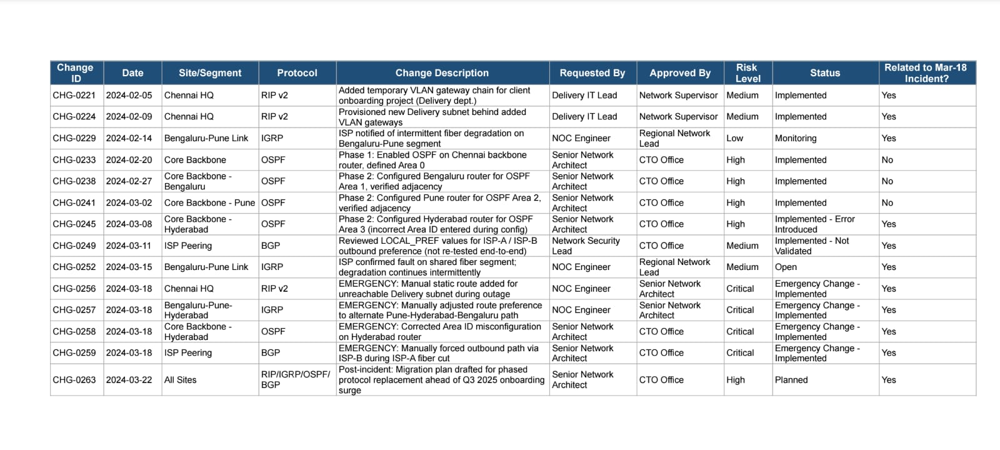 Change ID Date Site/Segment Protocol Change Description Requested By Approved By Risk Level Status Related to Mar-18 Incident?
CHG-0221 2024-02-05 Chennai HQ RIP v2 Added temporary VLAN gateway chain for client onboarding project (Delivery dept.) Delivery IT Lead Network Supervisor Medium Implemented Yes
CHG-0224 2024-02-09 Chennai HQ RIP v2 Provisioned new Delivery subnet behind added VLAN gateways Delivery IT Lead Network Supervisor Medium Implemented Yes
CHG-0229 2024-02-14 Bengaluru-Pune Link IGRP ISP notified of intermittent fiber degradation on Bengaluru-Pune segment NOC Engineer Regional Network Lead Low Monitoring Yes
CHG-0233 2024-02-20 Core Backbone OSPF Phase 1: Enabled OSPF on Chennai backbone router, defined Area 0 Senior Network Architect CTO Office High Implemented No
CHG-0238 2024-02-27 Core Backbone - Bengaluru OSPF Phase 2: Configured Bengaluru router for OSPF Area 1, verified adjacency Senior Network Architect CTO Office High Implemented No
CHG-0241 2024-03-02 Core Backbone - Pune OSPF Phase 2: Configured Pune router for OSPF Area 2, verified adjacency Senior Network Architect CTO Office High Implemented No
CHG-0245 2024-03-08 Core Backbone - Hyderabad OSPF Phase 2: Configured Hyderabad router for OSPF Area 3 (incorrect Area ID entered during config) Senior Network Architect CTO Office High Implemented - Error Introduced Yes
CHG-0249 2024-03-11 ISP Peering BGP Reviewed LOCAL_PREF values for ISP-A / ISP-B outbound preference (not re-tested end-to-end) Network Security Lead CTO Office Medium Implemented - Not Validated Yes
CHG-0252 2024-03-15 Bengaluru-Pune Link IGRP ISP confirmed fault on shared fiber segment; degradation continues intermittently NOC Engineer Regional Network Lead Medium Open Yes
CHG-0256 2024-03-18 Chennai HQ RIP v2 EMERGENCY: Manual static route added for unreachable Delivery subnet during outage NOC Engineer Senior Network Architect Critical Emergency Change - Implemented Yes
CHG-0257 2024-03-18 Bengaluru-Pune-Hyderabad IGRP EMERGENCY: Manually adjusted route preference to alternate Pune-Hyderabad-Bengaluru path NOC Engineer Senior Network Architect Critical Emergency Change - Implemented Yes
CHG-0258 2024-03-18 Core Backbone - Hyderabad OSPF EMERGENCY: Corrected Area ID misconfiguration on Hyderabad router Senior Network Architect CTO Office Critical Emergency Change - Implemented Yes
CHG-0259 2024-03-18 ISP Peering BGP EMERGENCY: Manually forced outbound path via ISP-B during ISP-A fiber cut Senior Network Architect CTO Office Critical Emergency Change - Implemented Yes
CHG-0263 2024-03-22 All Sites RIP/IGRP/OSPF/BGP Post-incident: Migration plan drafted for phased protocol replacement ahead of Q3 2025 onboarding surge Senior Network Architect CTO Office High Planned Yes